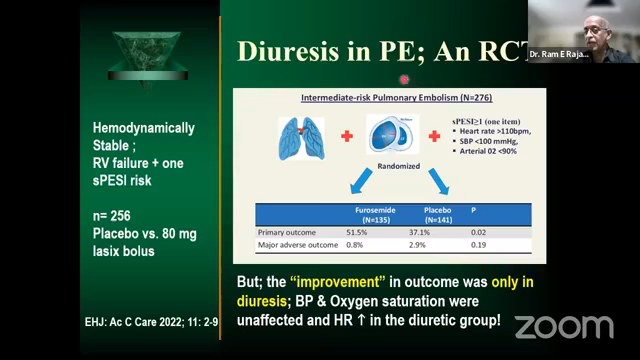 Diuresis in PE; An RCT
Dr. Ram E Raja
Hemodynamically
Stable ;
RV failure + one
sPESI risk
n= 256
Placebo vs. 80 mg
lasix bolus
EHJ: Ac C Care 2022; 11: 2-9
Intermediate-risk Pulmonary Embolism (N=276)
sPESI≥1 (one item)
▪ Heart rate >110bpm,
▪ SBP <100 mmHg,
▪ Arterial 02 <90%
Randomized
Furosemide (N=135) Placebo (N=141) P
Primary outcome 51.5% 37.1% 0.02
Major adverse outcome 0.8% 2.9% 0.19
But; the “improvement” in outcome was only in
diuresis; BP & Oxygen saturation were
unaffected and HR ↑ in the diuretic group!
zoom